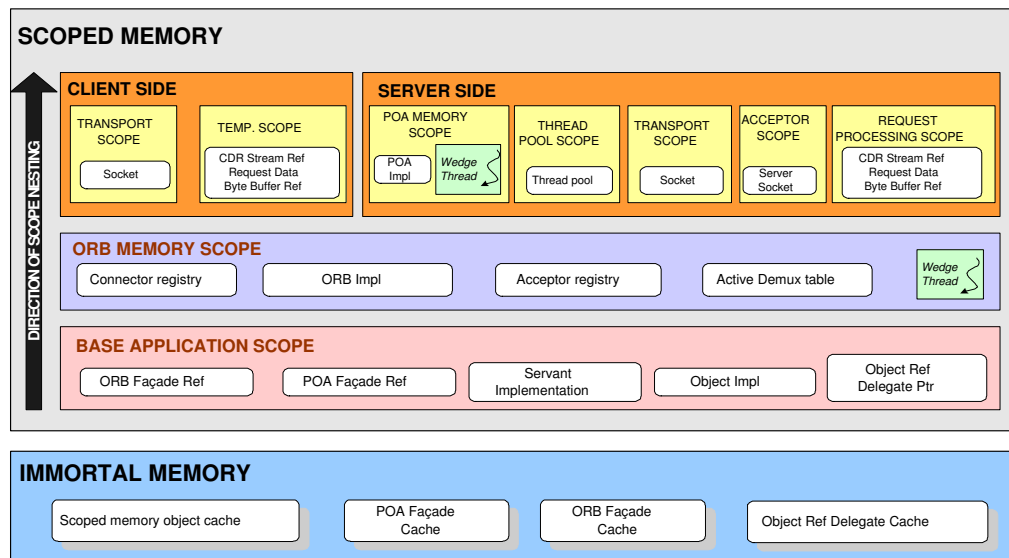 SCOPED MEMORY
DIRECTION OF SCOPE NESTING
CLIENT SIDE
TRANSPORT
SCOPE
Socket
TEMP. SCOPE
CDR Stream Ref
Request Data
Byte Buffer Ref
SERVER SIDE
POA MEMORY
SCOPE
POA
Impl
Wedge
Thread
THREAD
POOL SCOPE
Thread pool
TRANSPORT
SCOPE
Socket
ACCEPTOR
SCOPE
Server
Socket
REQUEST
PROCESSING SCOPE
CDR Stream Ref
Request Data
Byte Buffer Ref
ORB MEMORY SCOPE
Connector registry
ORB Impl
Acceptor registry
Active Demux table
Wedge
Thread
BASE APPLICATION SCOPE
ORB Façade Ref
POA Façade Ref
Servant
Implementation
Object Impl
Object Ref
Delegate Ptr
IMMORTAL MEMORY
Scoped memory object cache
POA Façade
Cache
ORB Façade
Cache
Object Ref Delegate Cache